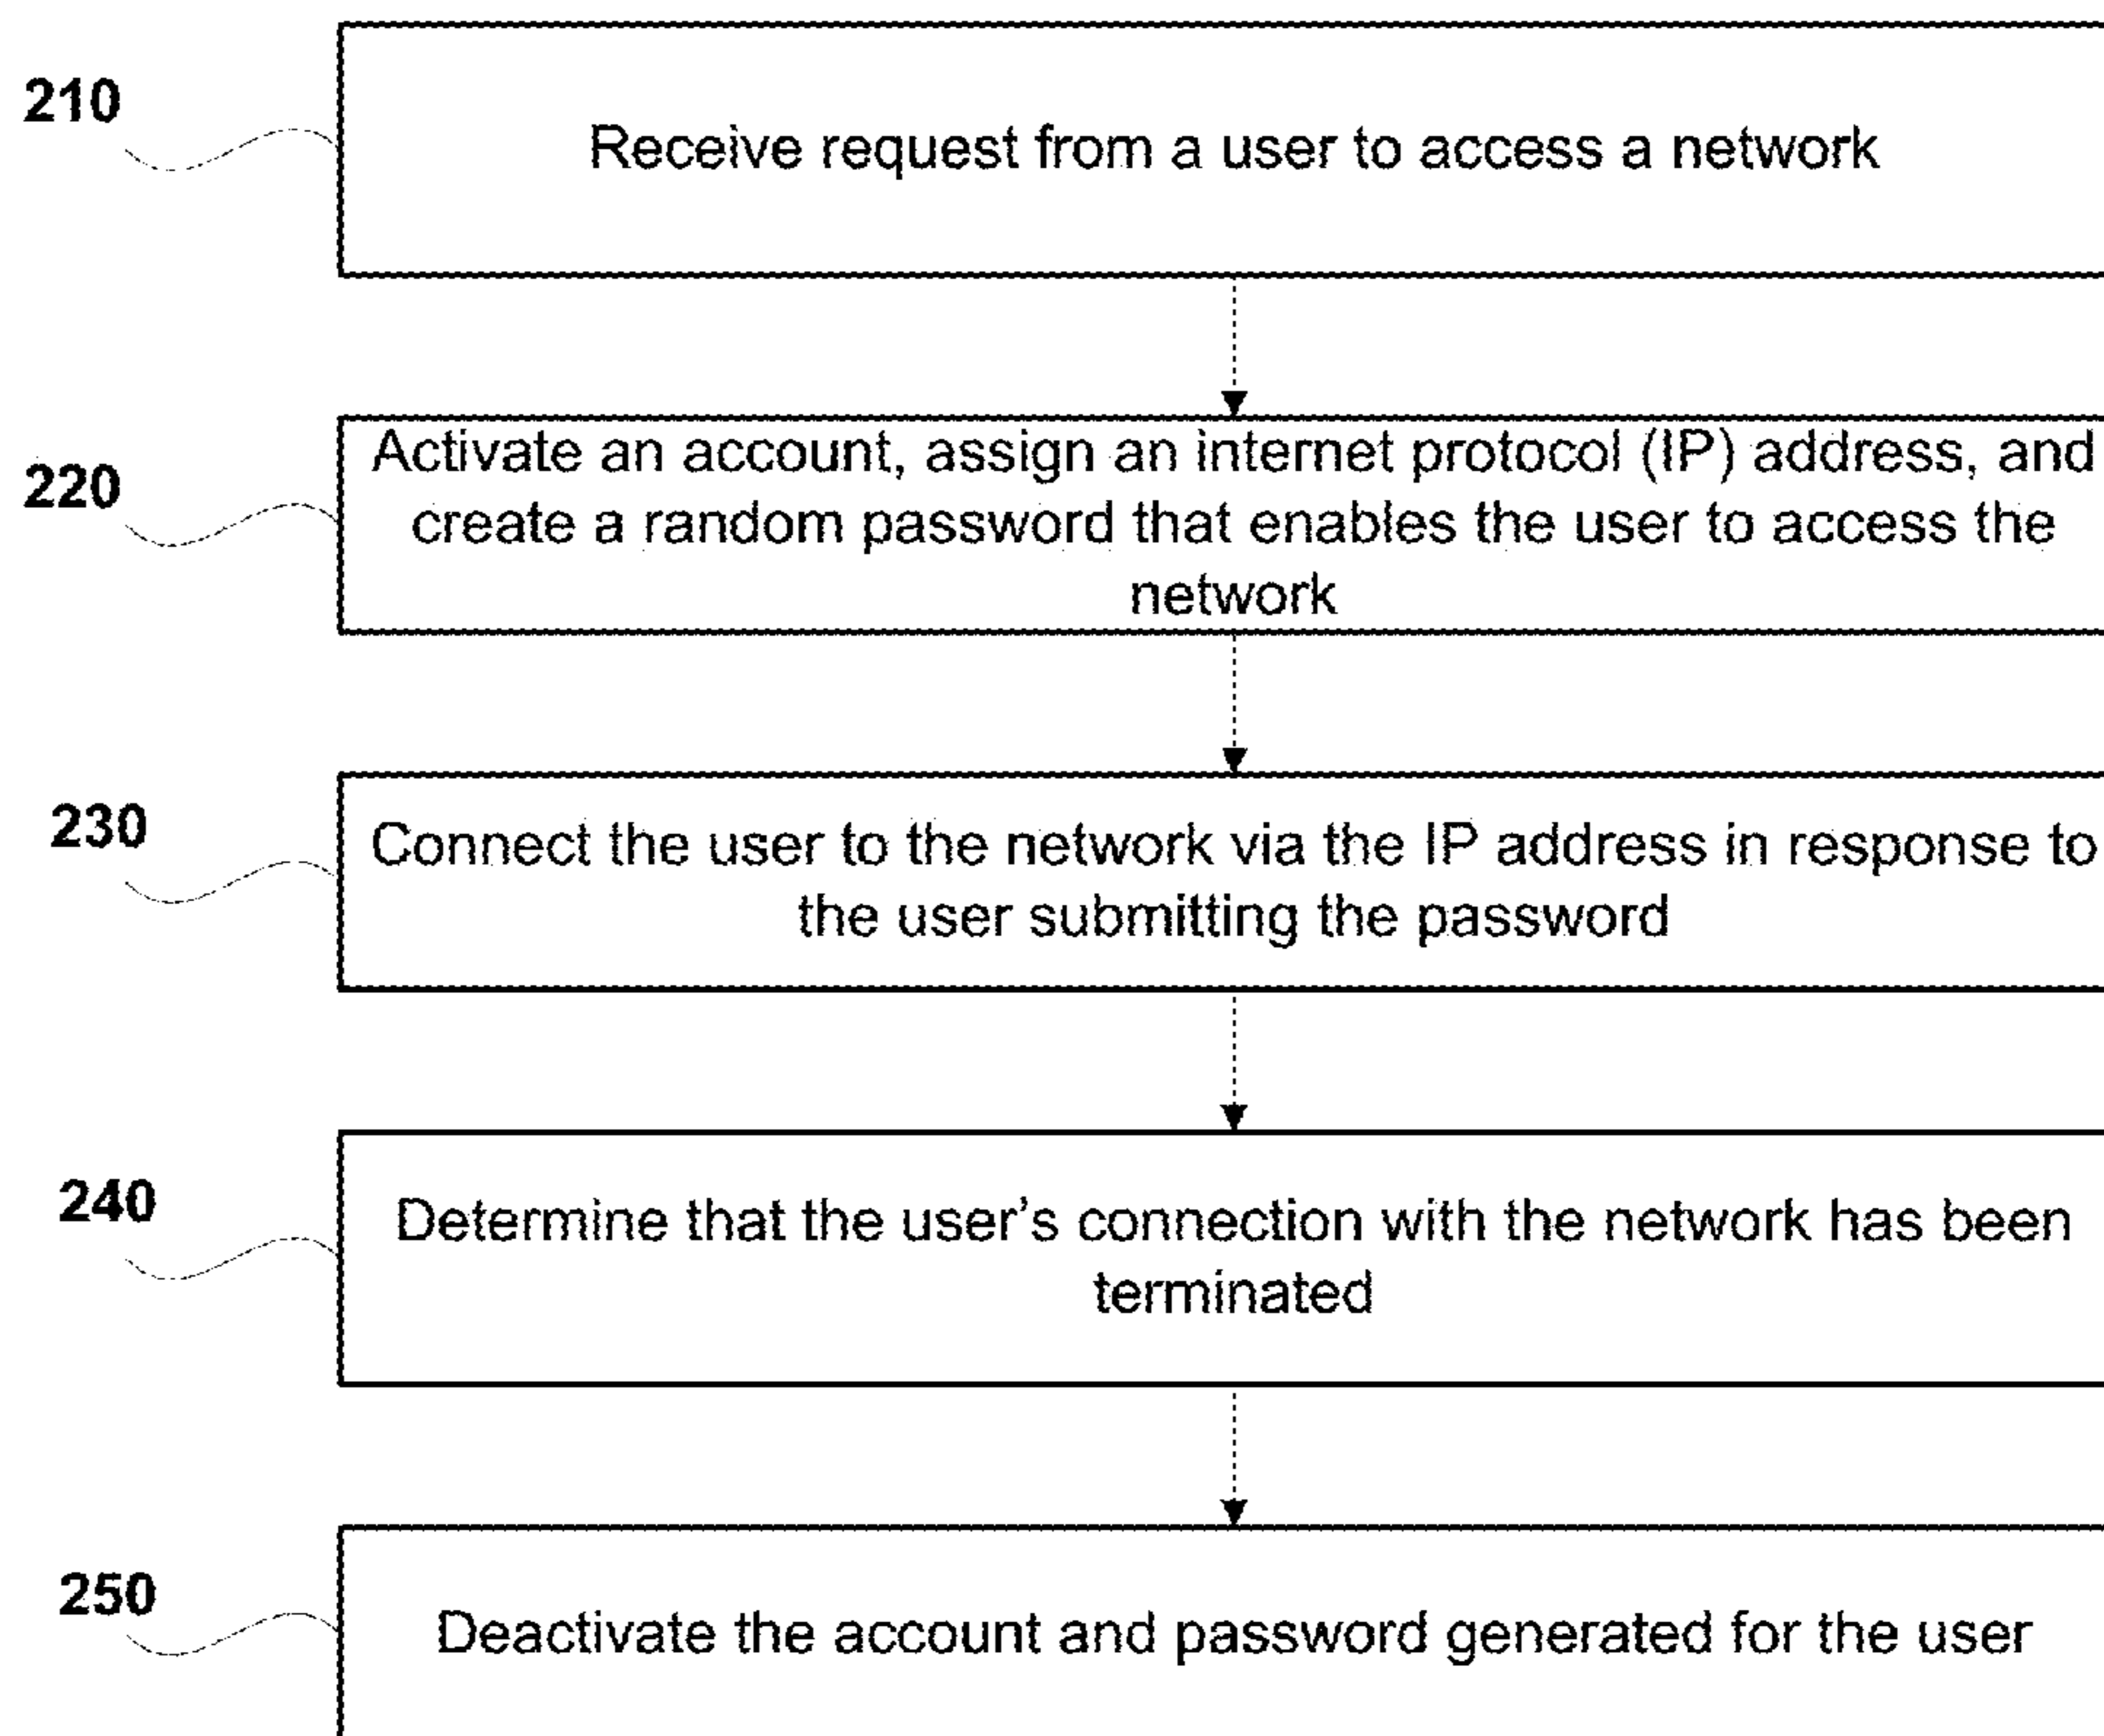 210
Receive request from a user to access a network
220
Activate an account, assign an internet protocol (IP) address, and
create a random password that enables the user to access the
network
230
Connect the user to the network via the IP address in response to
the user submitting the password
240
Determine that the user's connection with the network has been
terminated
250
Deactivate the account and password generated for the user